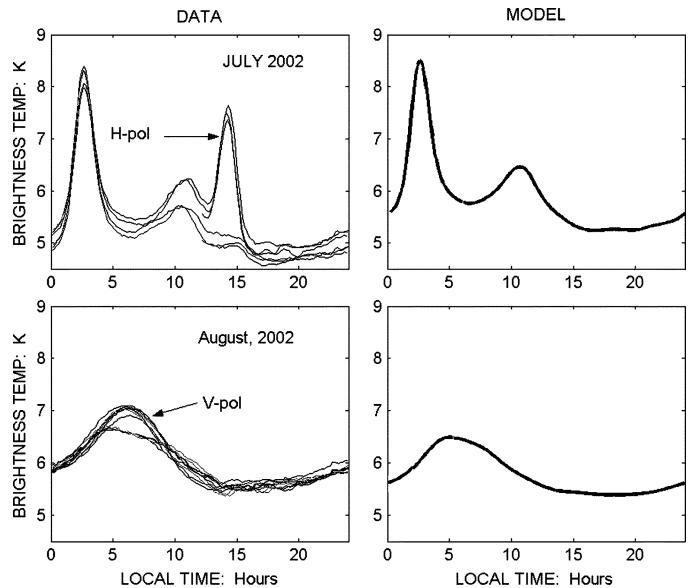 DATA
MODEL
BRIGHTNESS TEMP: K
9
8
7
6
5
JULY 2002
H-pol
0 5 10 15 20
9
8
7
6
5
0 5 10 15 20
BRIGHTNESS TEMP: K
9
8
7
6
5
August, 2002
V-pol
0 5 10 15 20
LOCAL TIME: Hours
9
8
7
6
5
0 5 10 15 20
LOCAL TIME: Hours